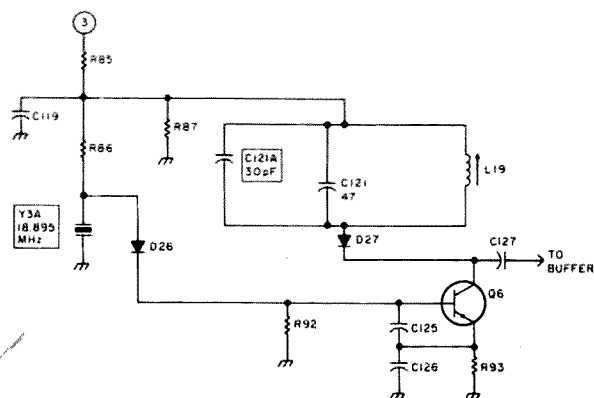 3
R85
C119
R87
R86
C121A
30pF
C121
47
L19
Y3A
18.895
MHz
D26
D27
C127
TO
BUFFER
Q6
R92
C125
C126
R93